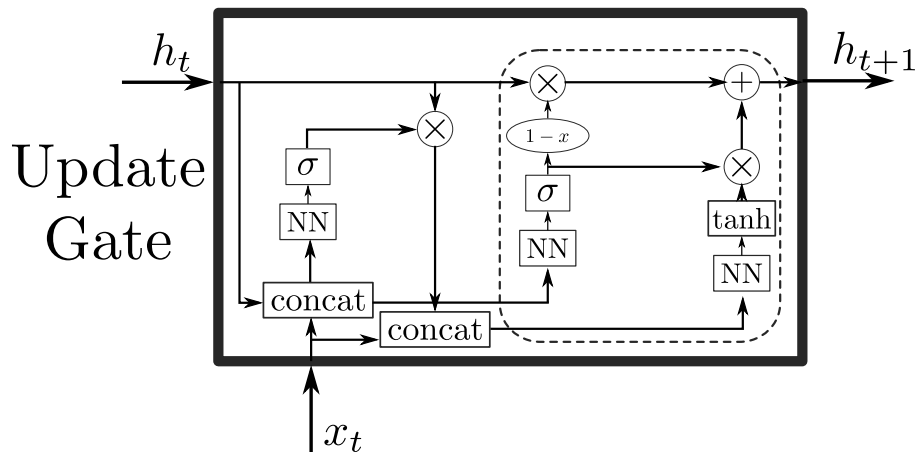 h_t
h_{t+1}
Update
Gate
×
+
×
1 − x
σ
×
σ
tanh
NN
NN
NN
concat
concat
x_t